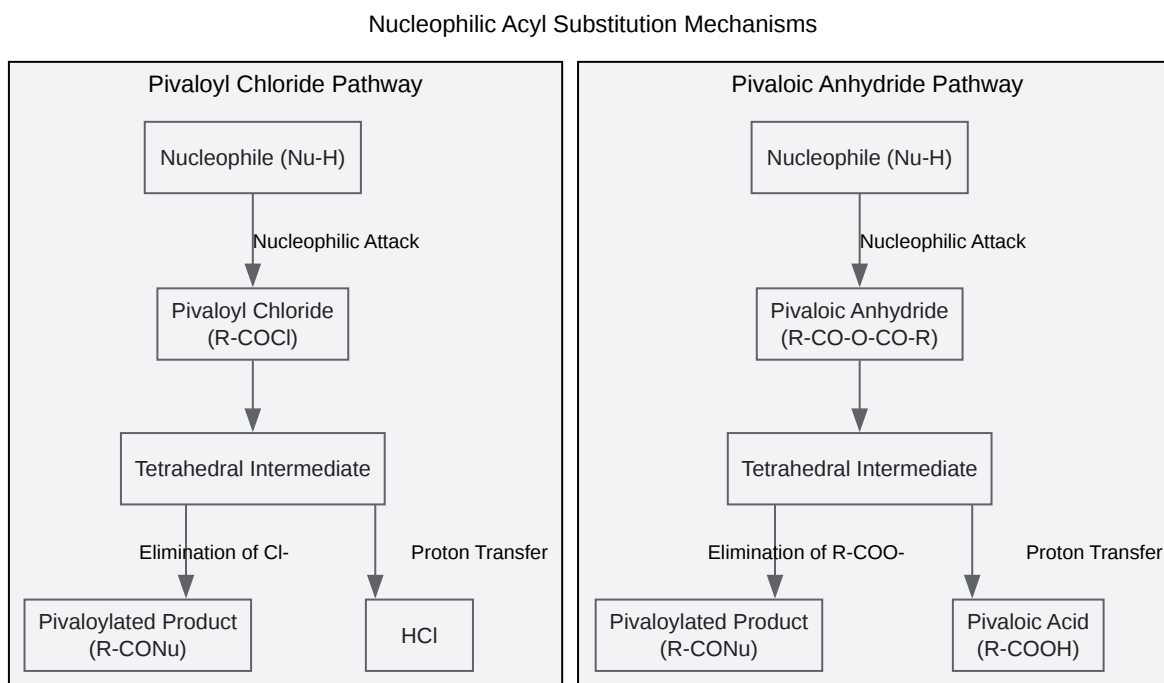 Nucleophilic Acyl Substitution Mechanisms
Pivaloyl Chloride Pathway
Nucleophile (Nu-H)
Nucleophilic Attack
Pivaloyl Chloride
(R-COCl)
Tetrahedral Intermediate
Elimination of Cl-
Proton Transfer
Pivaloylated Product
(R-CONu)
HCl
Pivaloic Anhydride Pathway
Nucleophile (Nu-H)
Nucleophilic Attack
Pivaloic Anhydride
(R-CO-O-CO-R)
Tetrahedral Intermediate
Elimination of R-COO-
Proton Transfer
Pivaloylated Product
(R-CONu)
Pivaloic Acid
(R-COOH)